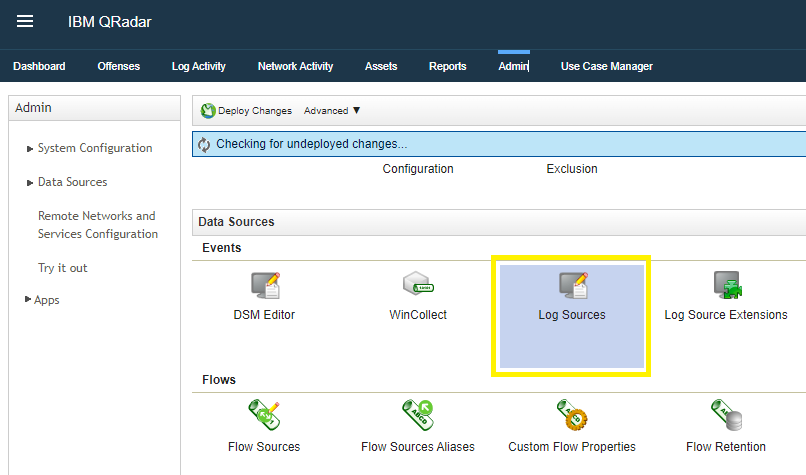 IBM QRadar
Dashboard Offenses Log Activity Network Activity Assets Reports Admin Use Case Manager
Admin
System Configuration
Data Sources
Remote Networks and
Services Configuration
Try it out
Apps
Deploy Changes Advanced ▼
Checking for undeployed changes...
Configuration Exclusion
Data Sources
Events
DSM Editor WinCollect Log Sources Log Source Extensions
Flows
Flow Sources Flow Sources Aliases Custom Flow Properties Flow Retention